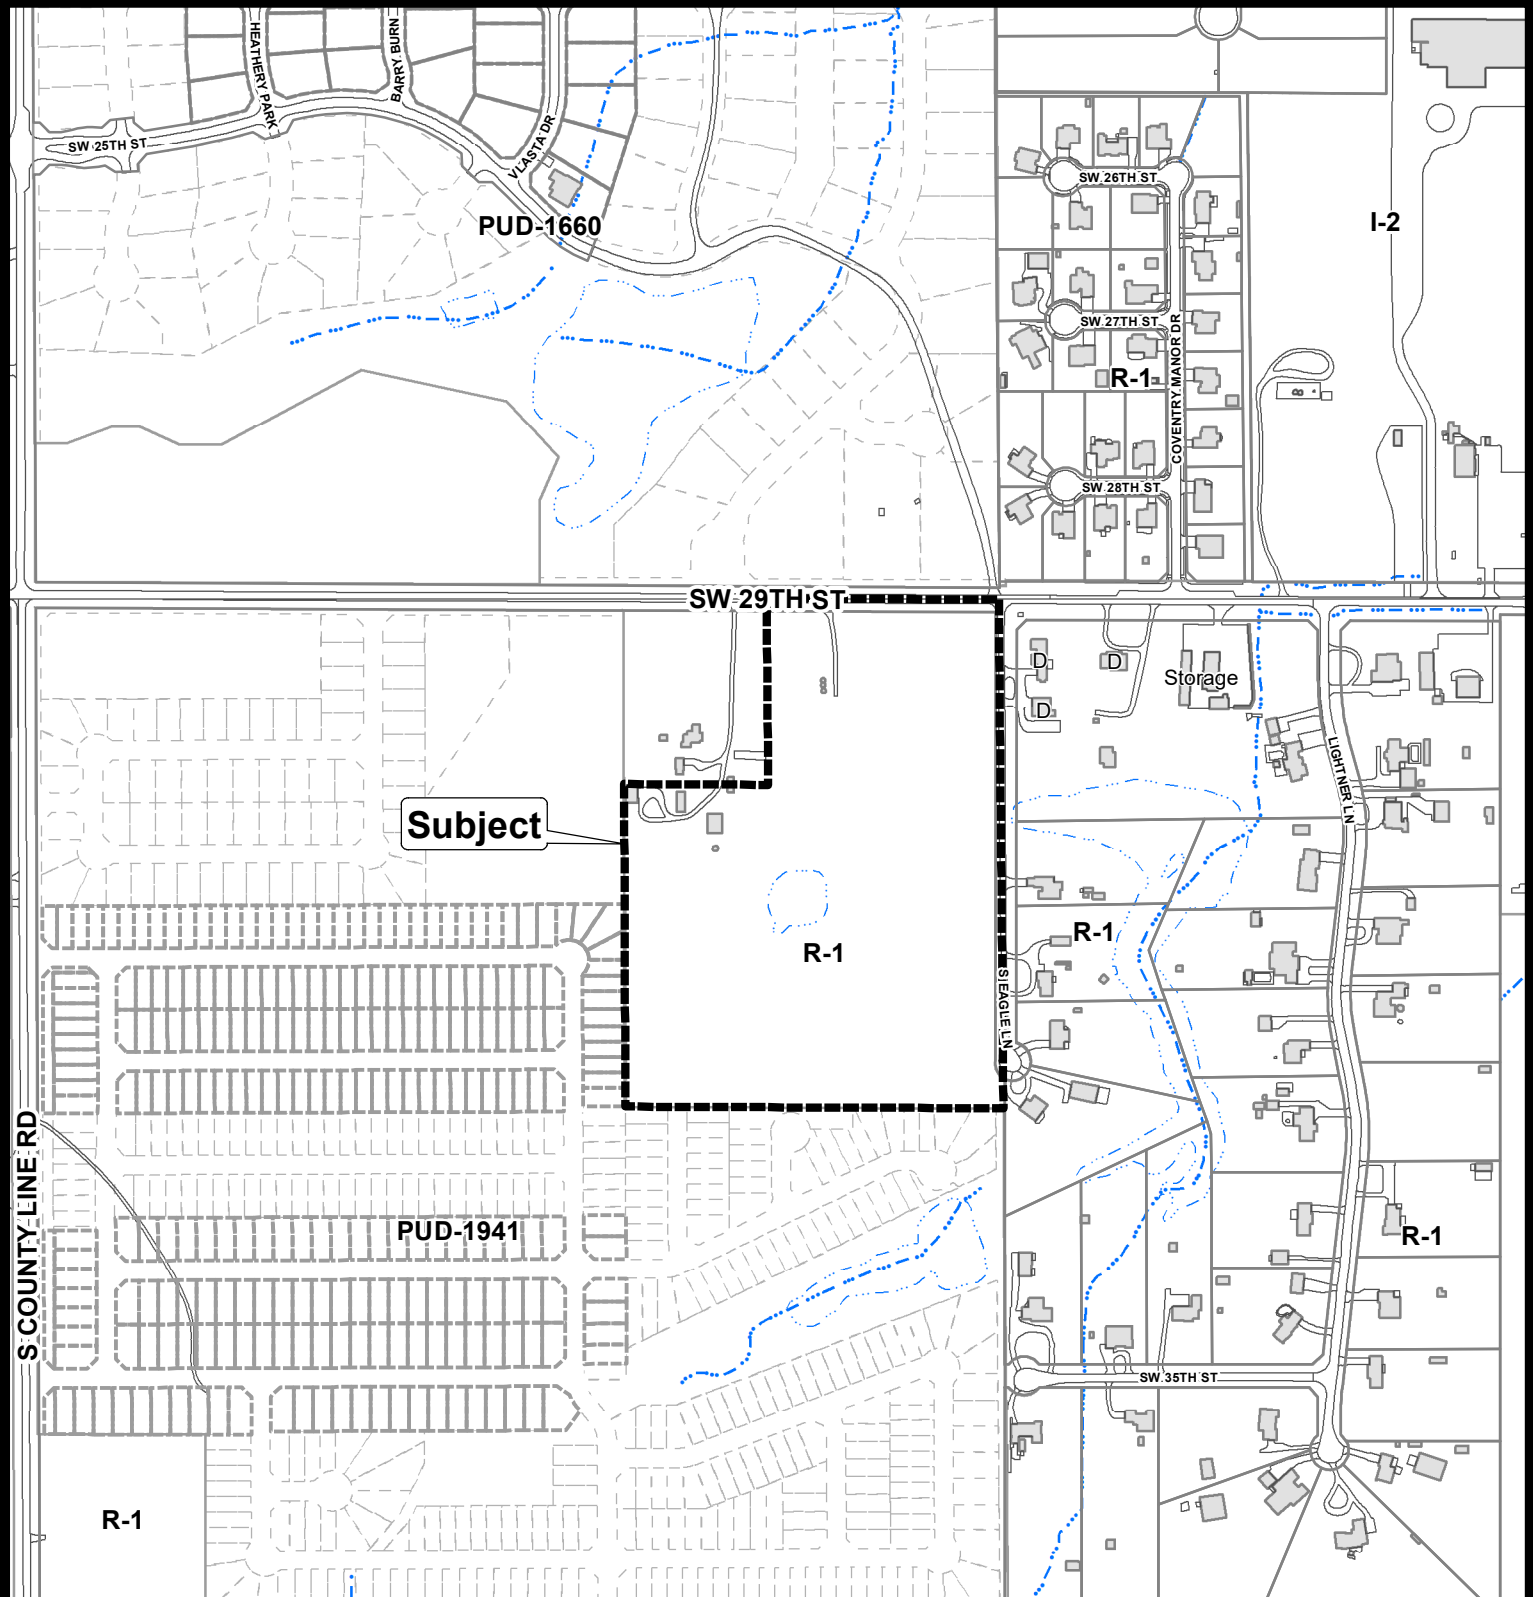 HEATHERY PARK
BARRY BURN
SW 25TH ST
VLASTA DR
PUD-1660
SW 26TH ST
I-2
SW 27TH ST
COVENTRY MANOR DR
R-1
SW 28TH ST
SW 29TH ST
D
D
Storage
D
LIGHTNER LN
Subject
R-1
R-1
S EAGLE LN
S COUNTY LINE RD
PUD-1941
R-1
SW 35TH ST
R-1